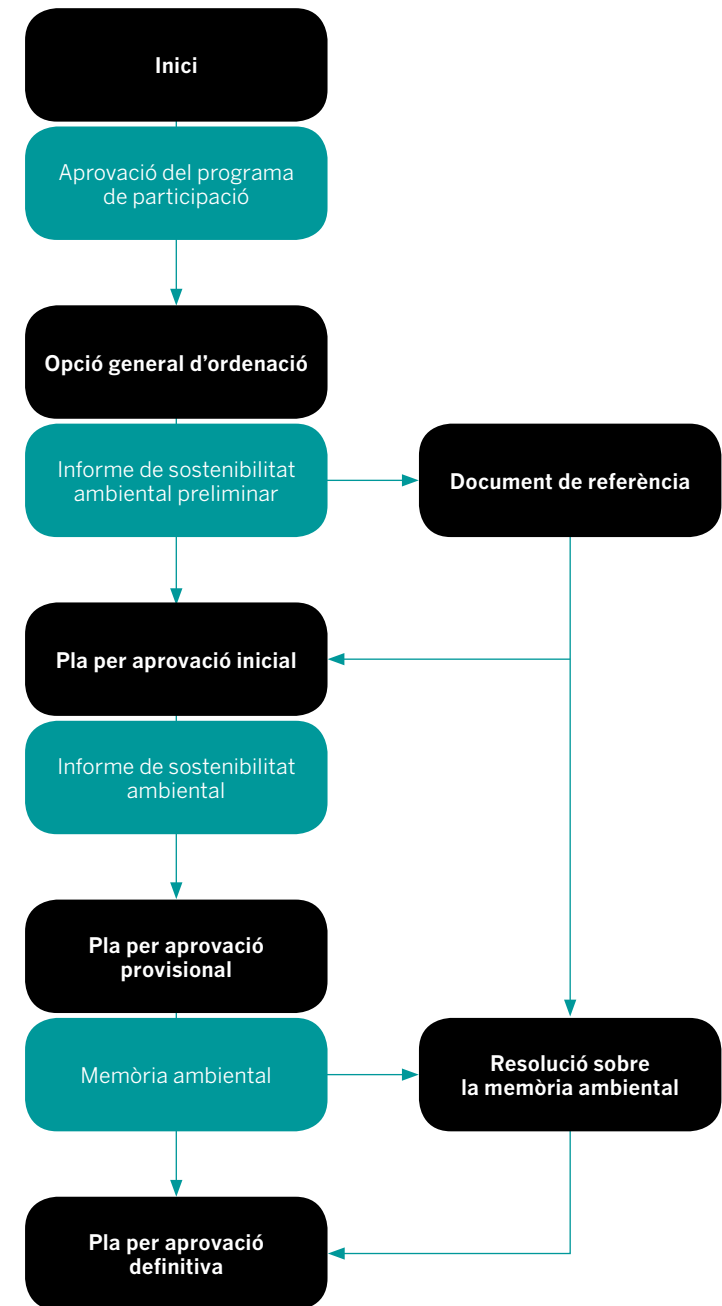 Inici
Aprovació del programa
de participació
Opció general d’ordenació
Informe de sostenibilitat
ambiental preliminar
Document de referència
Pla per aprovació inicial
Informe de sostenibilitat
ambiental
Pla per aprovació
provisional
Memòria ambiental
Resolució sobre
la memòria ambiental
Pla per aprovació
definitiva